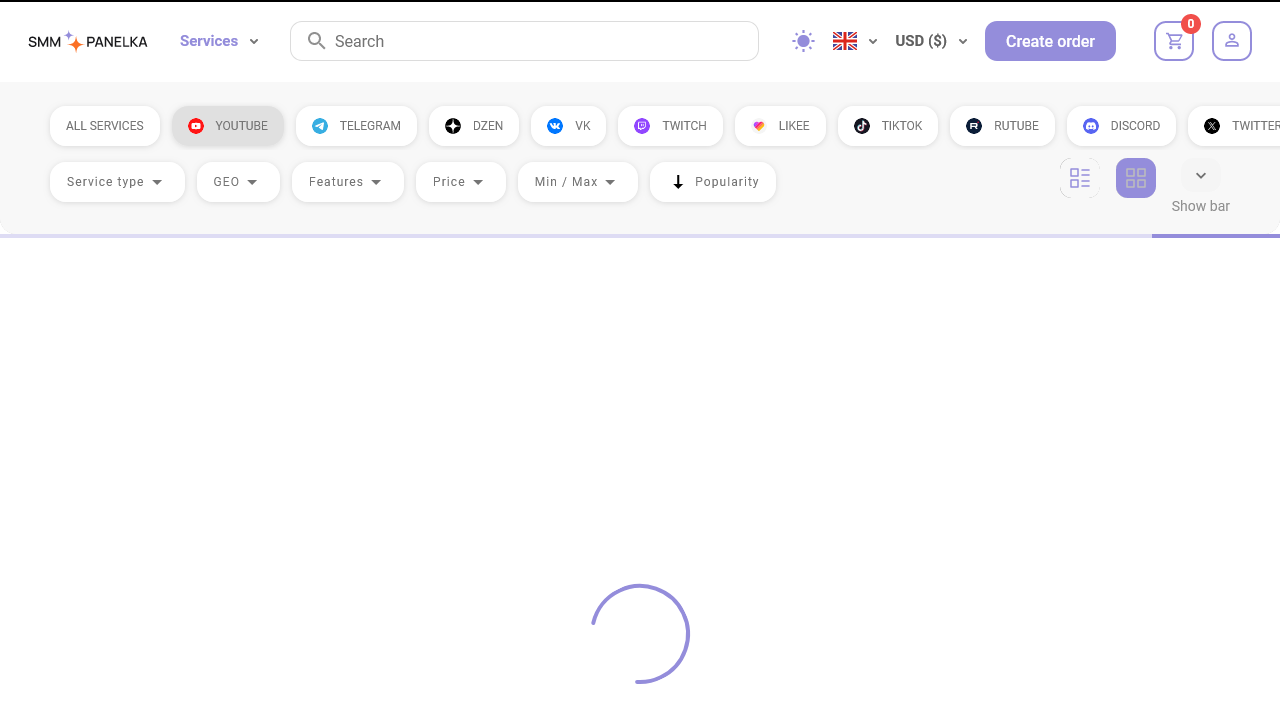 SMM PANELKA Services Search USD ($) Create order 0
ALL SERVICES YOUTUBE TELEGRAM DZEN VK TWITCH LIKEE TIKTOK RUTUBE DISCORD TWITTER
Service type GEO Features Price Min / Max Popularity
Show bar